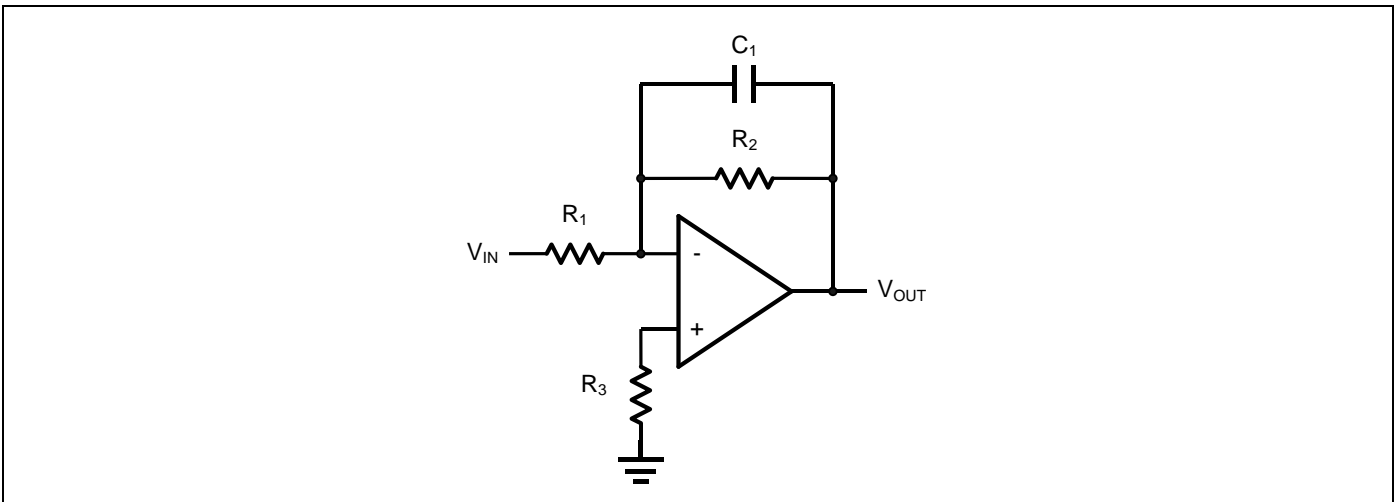 C₁
R₂
R₁
V_IN
-
V_OUT
+
R₃